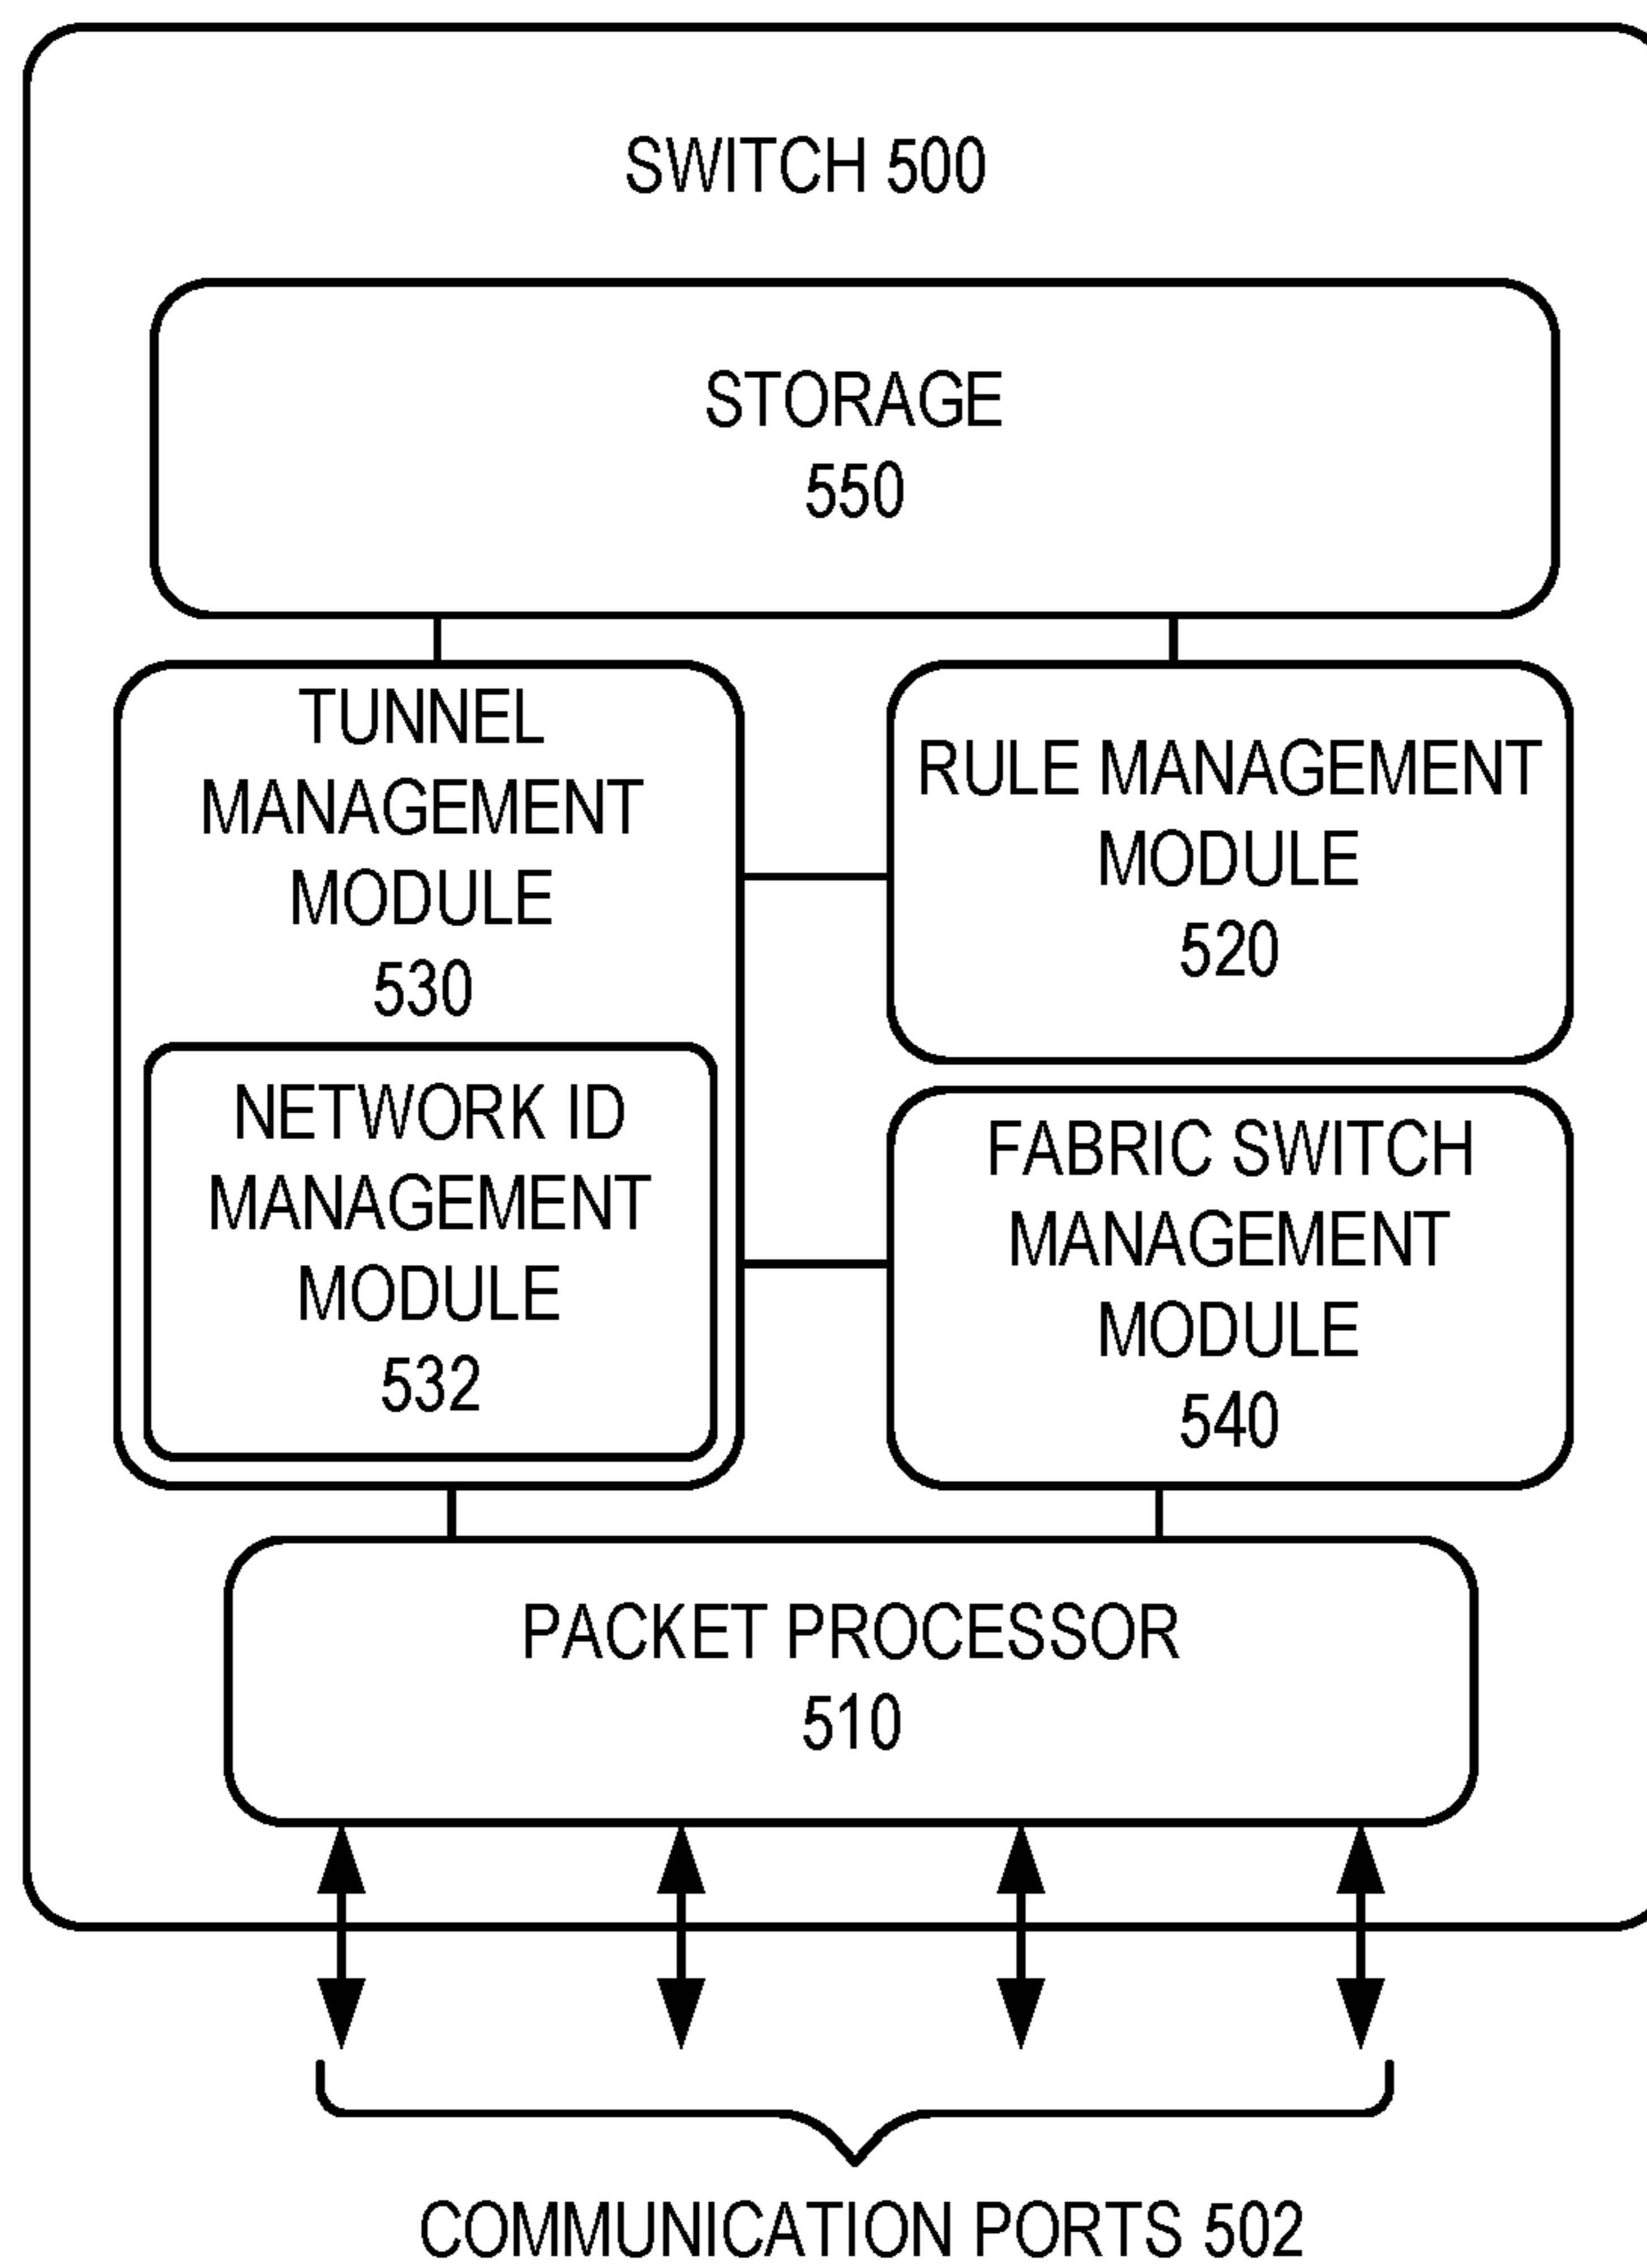 SWITCH 500
STORAGE
550
TUNNEL
MANAGEMENT
MODULE
530
NETWORK ID
MANAGEMENT
MODULE
532
RULE MANAGEMENT
MODULE
520
FABRIC SWITCH
MANAGEMENT
MODULE
540
PACKET PROCESSOR
510
COMMUNICATION PORTS 502